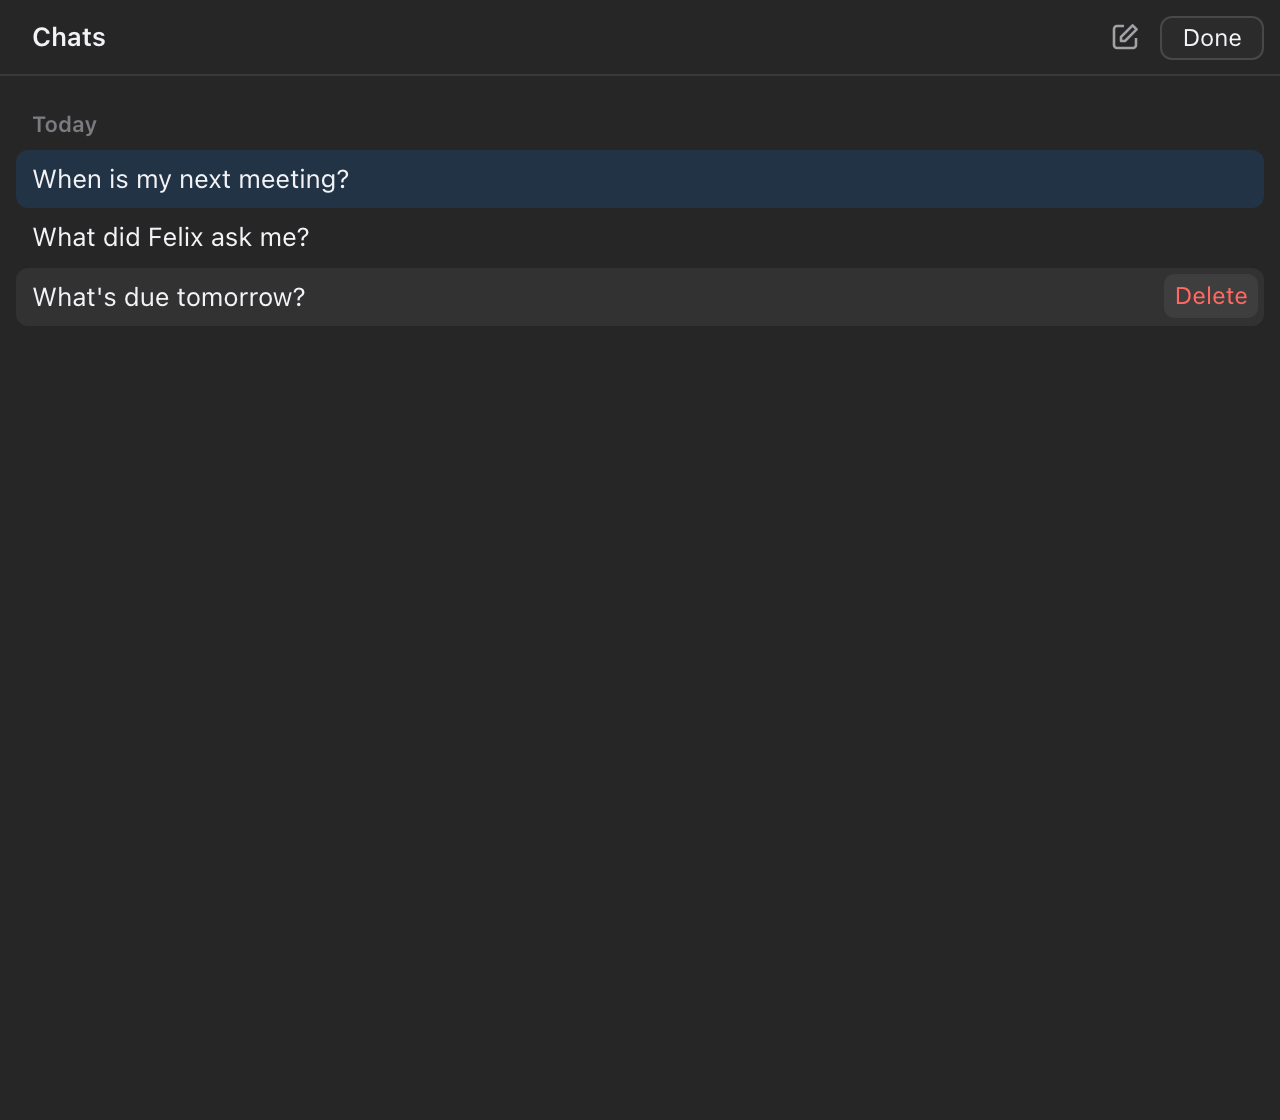 Chats
Done
Today
When is my next meeting?
What did Felix ask me?
What's due tomorrow?
Delete